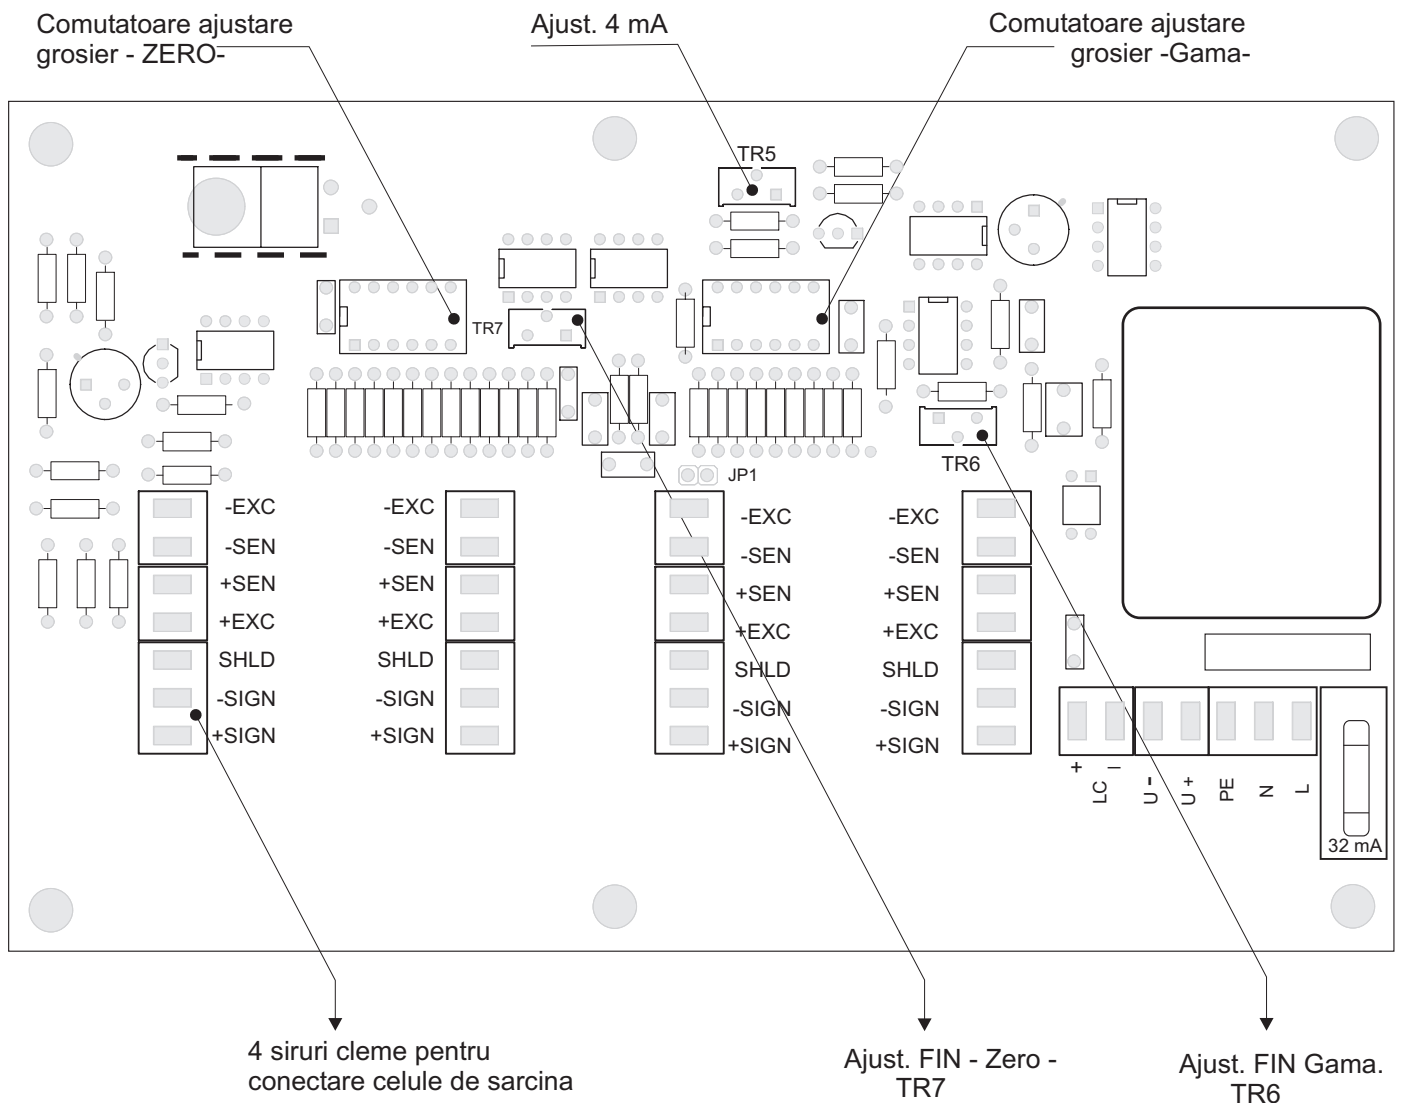 Comutatoare ajustare
grosier - ZERO-
Ajust. 4 mA
Comutatoare ajustare
grosier -Gama-
TR5
TR7
TR6
JP1
-EXC
-SEN
+SEN
+EXC
SHLD
-SIGN
+SIGN
-EXC
-SEN
+SEN
+EXC
SHLD
-SIGN
+SIGN
-EXC
-SEN
+SEN
+EXC
SHLD
-SIGN
+SIGN
-EXC
-SEN
+SEN
+EXC
SHLD
-SIGN
+SIGN
+ –
LC
U -
U +
PE
N
L
32 mA
4 siruri cleme pentru
conectare celule de sarcina
Ajust. FIN - Zero -
TR7
Ajust. FIN Gama.
TR6